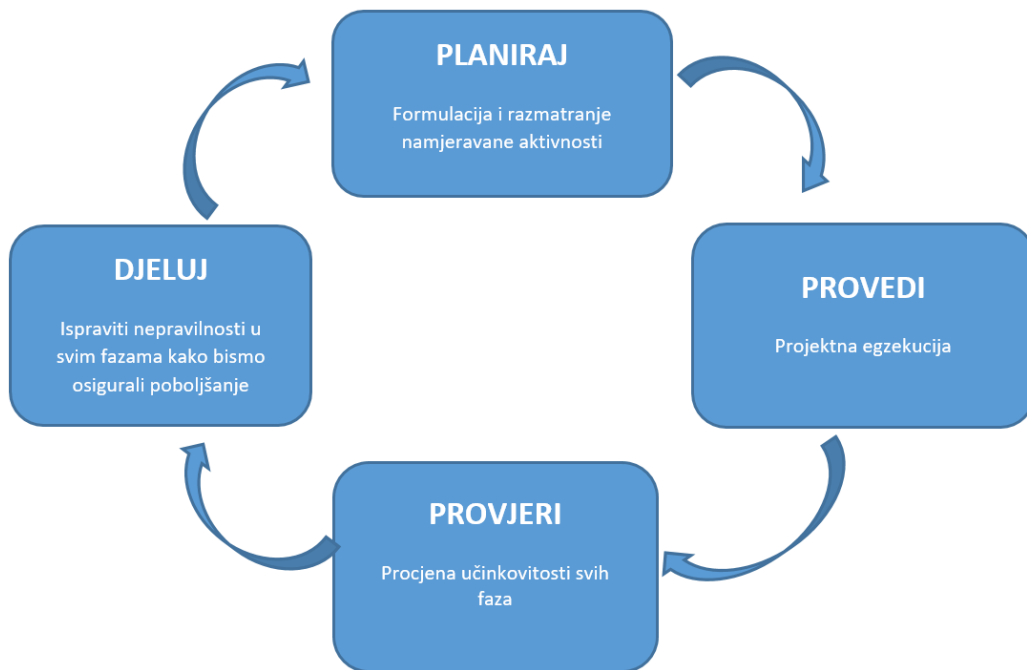 PLANIRAJ
Formulacija i razmatranje
namjeravane aktivnosti
PROVEDI
Projektna egzekucija
PROVJERI
Procjena učinkovitosti svih
faza
DJELUJ
Ispraviti nepravilnosti u
svim fazama kako bismo
osigurali poboljšanje